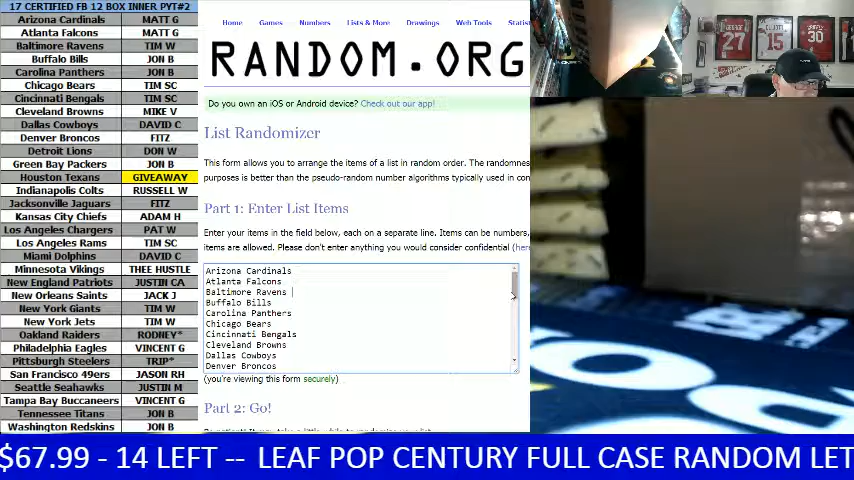 17 CERTIFIED FB 12 BOX INNER PYT#2
Arizona Cardinals MATT G
Atlanta Falcons MATT G
Baltimore Ravens TIM W
Buffalo Bills JON B
Carolina Panthers JON B
Chicago Bears TIM SC
Cincinnati Bengals TIM SC
Cleveland Browns MIKE V
Dallas Cowboys DAVID C
Denver Broncos FITZ
Detroit Lions DON W
Green Bay Packers JON B
Houston Texans GIVEAWAY
Indianapolis Colts RUSSELL W
Jacksonville Jaguars FITZ
Kansas City Chiefs ADAM H
Los Angeles Chargers PAT W
Los Angeles Rams TIM SC
Miami Dolphins DAVID C
Minnesota Vikings THEE HUSTLE
New England Patriots JUSTIN CA
New Orleans Saints JACK J
New York Giants TIM W
New York Jets TIM W
Oakland Raiders RODNEY*
Philadelphia Eagles VINCENT G
Pittsburgh Steelers TRIP*
San Francisco 49ers JASON RH
Seattle Seahawks JUSTIN M
Tampa Bay Buccaneers VINCENT G
Tennessee Titans JON B
Washington Redskins JON B
Home Games Numbers Lists & More Drawings Web Tools Statis
RANDOM.ORG
Do you own an iOS or Android device? Check out our app!
List Randomizer
This form allows you to arrange the items of a list in random order. The randomnes
purposes is better than the pseudo-random number algorithms typically used in con
Part 1: Enter List Items
Enter your items in the field below, each on a separate line. Items can be numbers,
items are allowed. Please don't enter anything you would consider confidential (her
Arizona Cardinals
Atlanta Falcons
Baltimore Ravens
Buffalo Bills
Carolina Panthers
Chicago Bears
Cincinnati Bengals
Cleveland Browns
Dallas Cowboys
Denver Broncos
(you're viewing this form securely)
Part 2: Go!
27
15
30
$67.99 - 14 LEFT -- LEAF POP CENTURY FULL CASE RANDOM LET